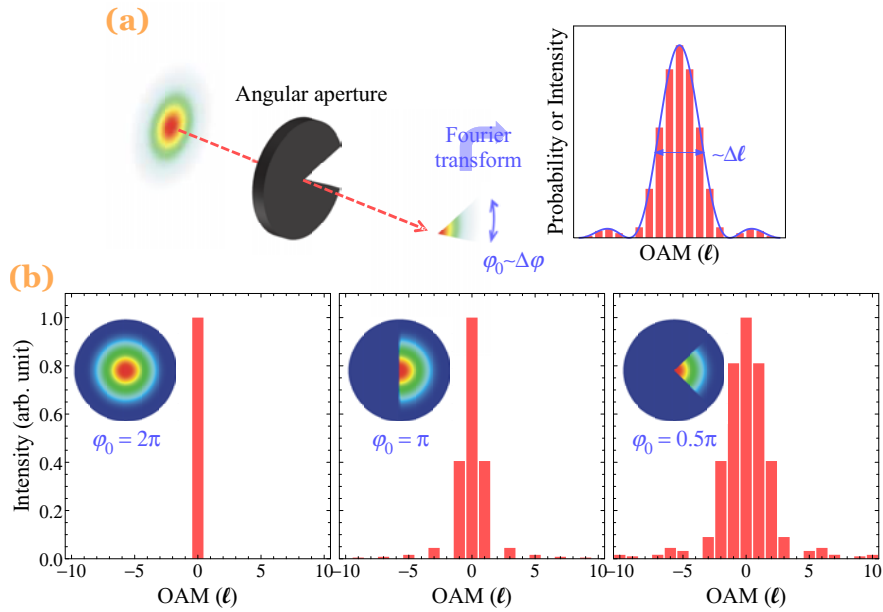 (a)
Angular aperture
Fourier
transform
φ₀~Δφ
Probability or Intensity
~Δℓ
OAM (ℓ)
(b)
Intensity (arb. unit)
1.0
0.8
0.6
0.4
0.2
0.0
φ₀ = 2π
−10 −5 0 5 10
OAM (ℓ)
φ₀ = π
−10 −5 0 5 10
OAM (ℓ)
φ₀ = 0.5π
−10 −5 0 5 10
OAM (ℓ)